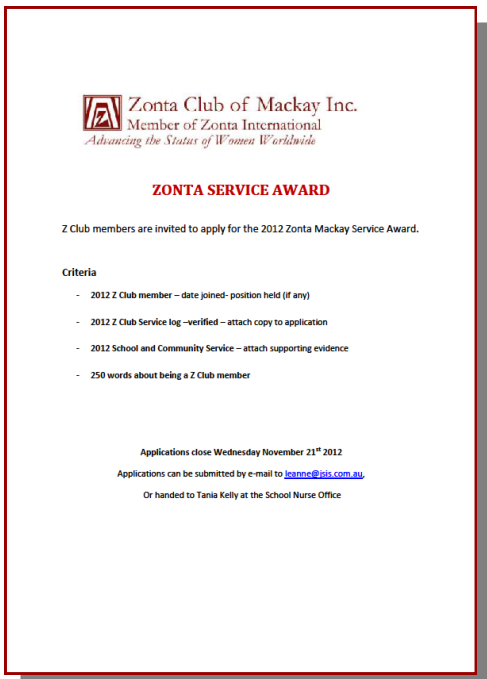 Zonta Club of Mackay Inc.
Member of Zonta International
Advancing the Status of Women Worldwide
ZONTA SERVICE AWARD
Z Club members are invited to apply for the 2012 Zonta Mackay Service Award.
Criteria
- 2012 Z Club member – date joined- position held (if any)
- 2012 Z Club Service log –verified – attach copy to application
- 2012 School and Community Service – attach supporting evidence
- 250 words about being a Z Club member
Applications close Wednesday November 21st 2012
Applications can be submitted by e-mail to leanne@jsis.com.au,
Or handed to Tania Kelly at the School Nurse Office